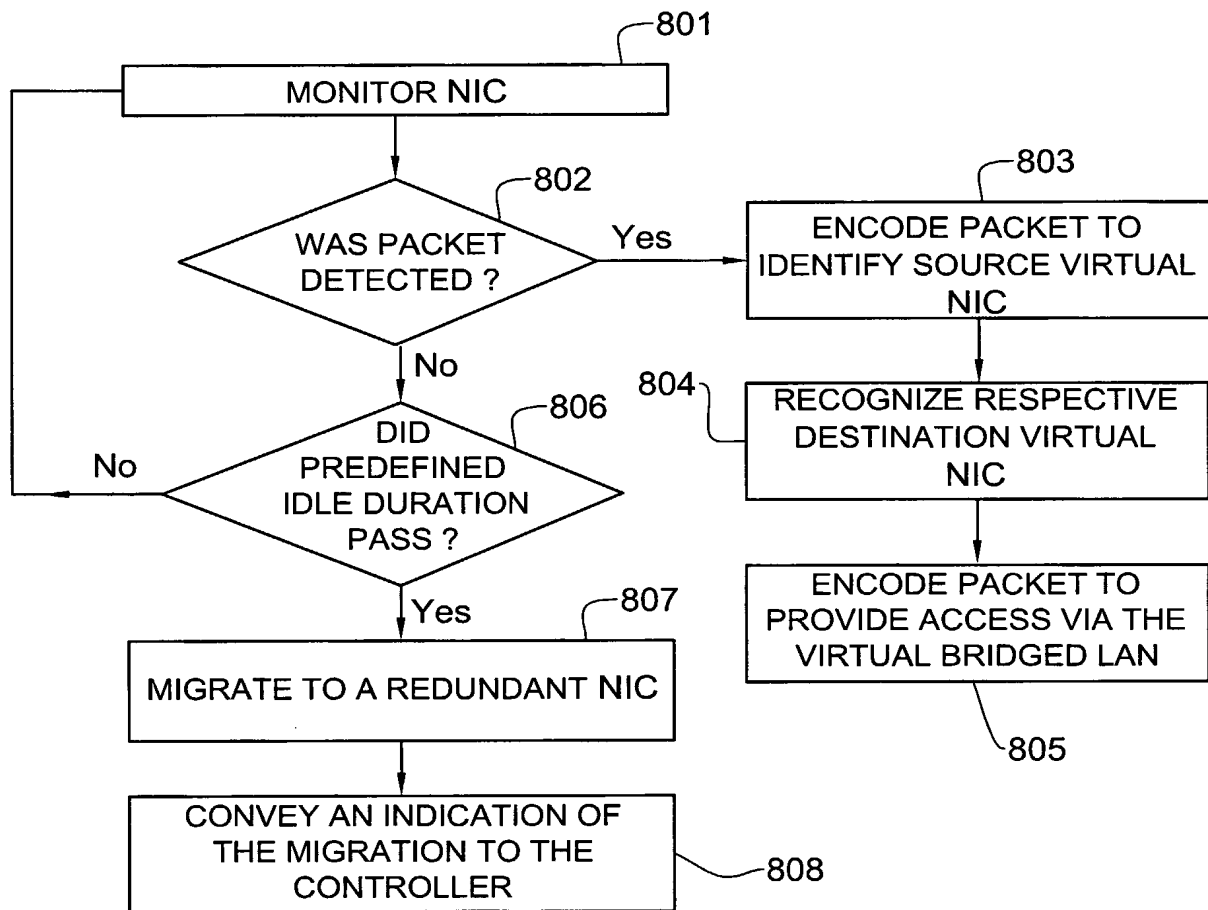 801
MONITOR NIC
802
WAS PACKET
DETECTED ?
Yes
803
ENCODE PACKET TO
IDENTIFY SOURCE VIRTUAL
NIC
804
RECOGNIZE RESPECTIVE
DESTINATION VIRTUAL
NIC
ENCODE PACKET TO
PROVIDE ACCESS VIA THE
VIRTUAL BRIDGED LAN
805
No
806
DID
PREDEFINED
IDLE DURATION
PASS ?
No
Yes
807
MIGRATE TO A REDUNDANT NIC
CONVEY AN INDICATION OF
THE MIGRATION TO THE
CONTROLLER
808